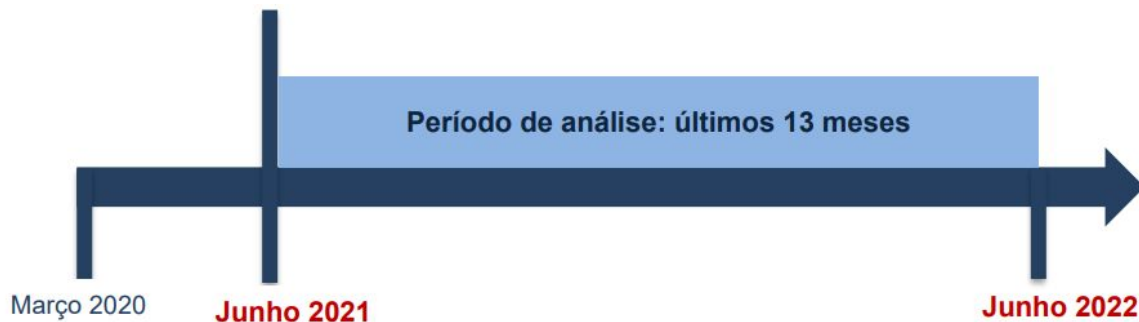 Período de análise: últimos 13 meses
Março 2020
Junho 2021
Junho 2022